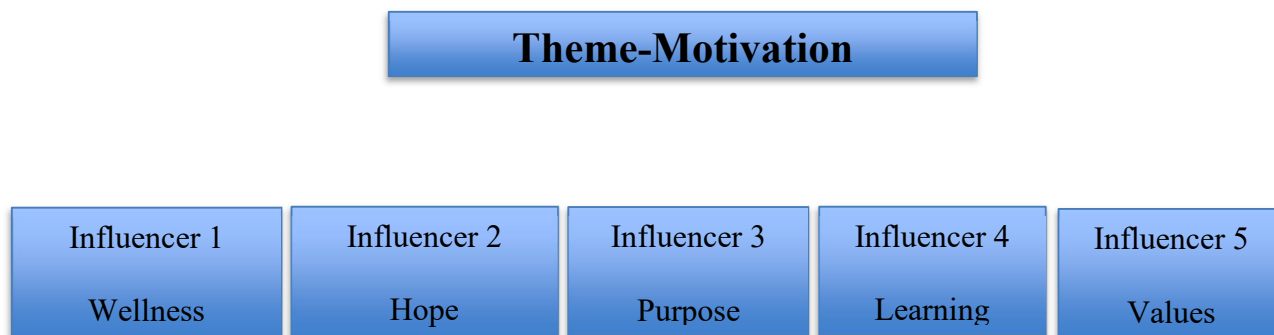 Theme-Motivation
Influencer 1
Wellness
Influencer 2
Hope
Influencer 3
Purpose
Influencer 4
Learning
Influencer 5
Values